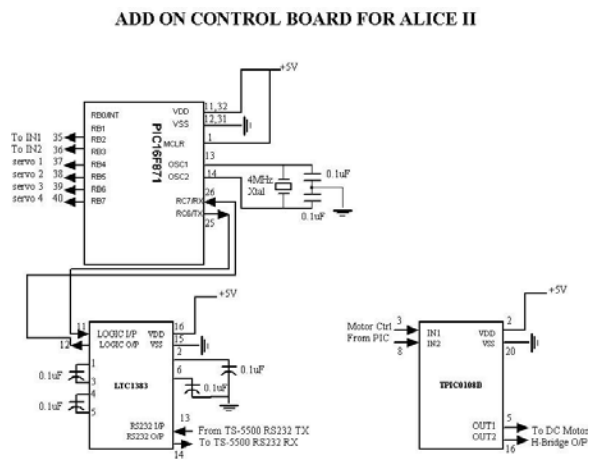 ADD ON CONTROL BOARD FOR ALICE II
+5V
RB0/INT
RB1
RB2
RB3
RB4
RB5
RB6
RB7
PIC16F871
VDD
VSS
MCLR
OSC1
OSC2
RC7/RX
RC6/TX
11,32
12,31
1
13
14
26
25
To IN1 35
To IN2 36
servo 1 37
servo 2 38
servo 3 39
servo 4 40
4MHz
Xtal
0.1uF
0.1uF
+5V
11
12
LOGIC I/P VDD
LOGIC O/P VSS
16
15
2
6
1
0.1uF
3
4
0.1uF
5
LTC1383
0.1uF
0.1uF
RS232 I/P
RS232 O/P
13
From TS-5500 RS232 TX
To TS-5500 RS232 RX
14
+5V
Motor Ctrl 3
From PIC
8
IN1
IN2
VDD
VSS
2
20
TPIC0108B
OUT1
OUT2
5
To DC Motor
H-Bridge O/P
16